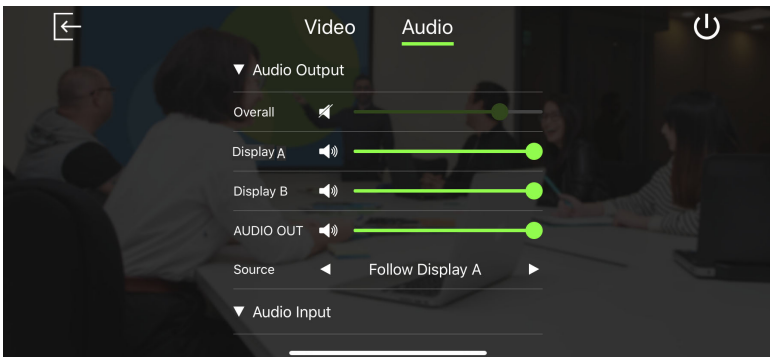 Video Audio
▼ Audio Output
Overall
Display A
Display B
AUDIO OUT
Source ◀ Follow Display A ▶
▼ Audio Input